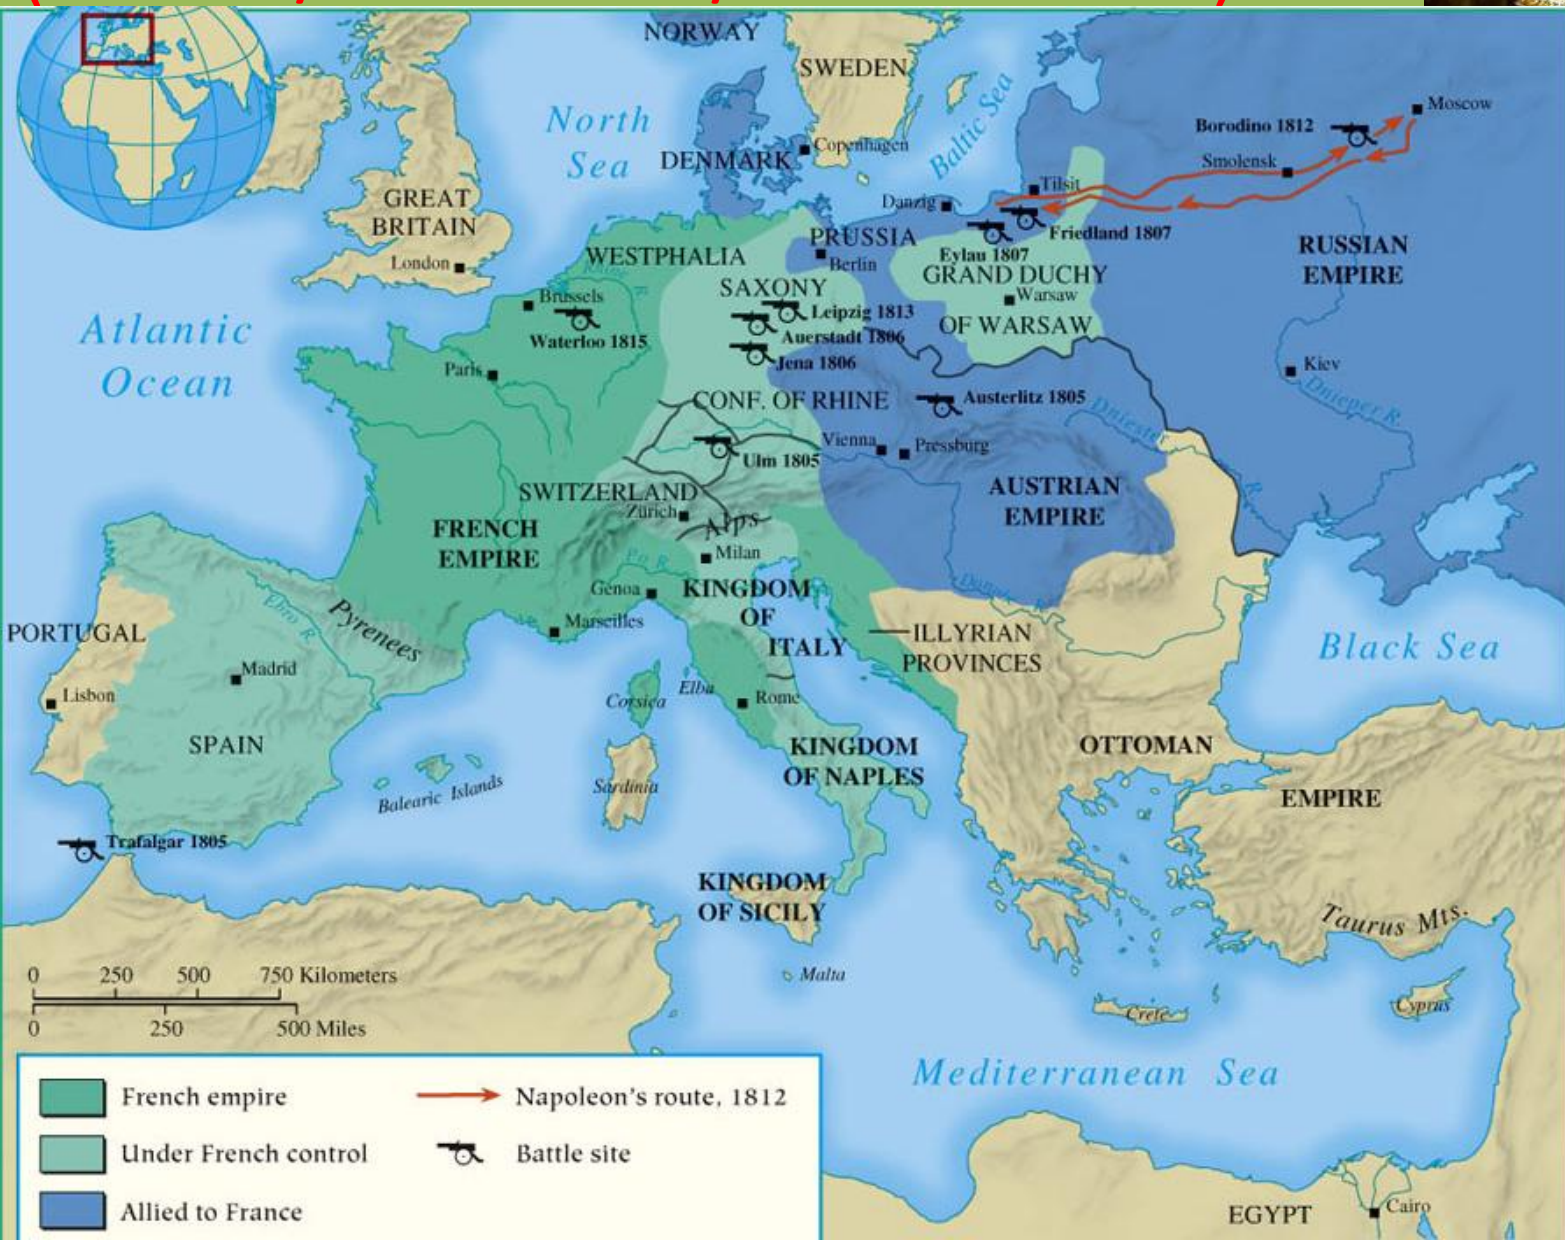 NORWAY
SWEDEN
North
Sea
Baltic Sea
DENMARK
Copenhagen
Moscow
Borodino 1812
Smolensk
Tilsit
Danzig
Friedland 1807
Eylau 1807
GREAT
BRITAIN
London
WESTPHALIA
PRUSSIA
Berlin
GRAND DUCHY
Warsaw
OF WARSAW
RUSSIAN
EMPIRE
SAXONY
Leipzig 1813
Auerstadt 1806
Jena 1806
Brussels
Waterloo 1815
Atlantic
Ocean
Paris
Kiev
Dnieper R.
CONF. OF RHINE
Austerlitz 1805
Dniester
R.
Vienna
Pressburg
Ulm 1805
SWITZERLAND
Zürich
Alps
AUSTRIAN
EMPIRE
FRENCH
EMPIRE
Po R.
Milan
Genoa
KINGDOM
OF
ITALY
Marseilles
Danube R.
PORTUGAL
Ebro R.
Pyrenees
ILLYRIAN
PROVINCES
Black Sea
Madrid
Lisbon
Corsica
Elba
Rome
SPAIN
KINGDOM
OF NAPLES
OTTOMAN
EMPIRE
Balearic Islands
Sardinia
Trafalgar 1805
KINGDOM
OF SICILY
Taurus Mts.
Malta
Crete
Cyprus
0 250 500 750 Kilometers
0 250 500 Miles
Mediterranean Sea
French empire
Napoleon's route, 1812
Under French control
Battle site
Allied to France
EGYPT
Cairo